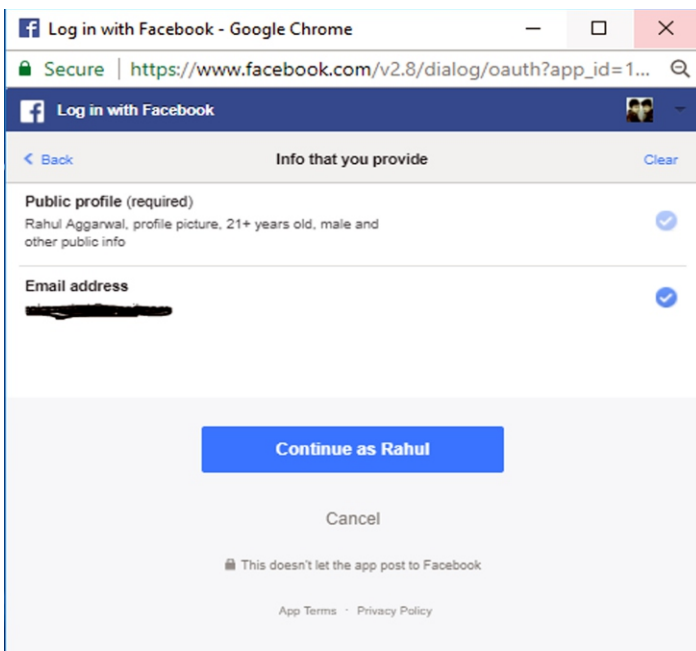 Log in with Facebook - Google Chrome
Secure | https://www.facebook.com/v2.8/dialog/oauth?app_id=1...
Log in with Facebook
Back Info that you provide Clear
Public profile (required)
Rahul Aggarwal, profile picture, 21+ years old, male and
other public info
Email address
Continue as Rahul
Cancel
This doesn't let the app post to Facebook
App Terms · Privacy Policy